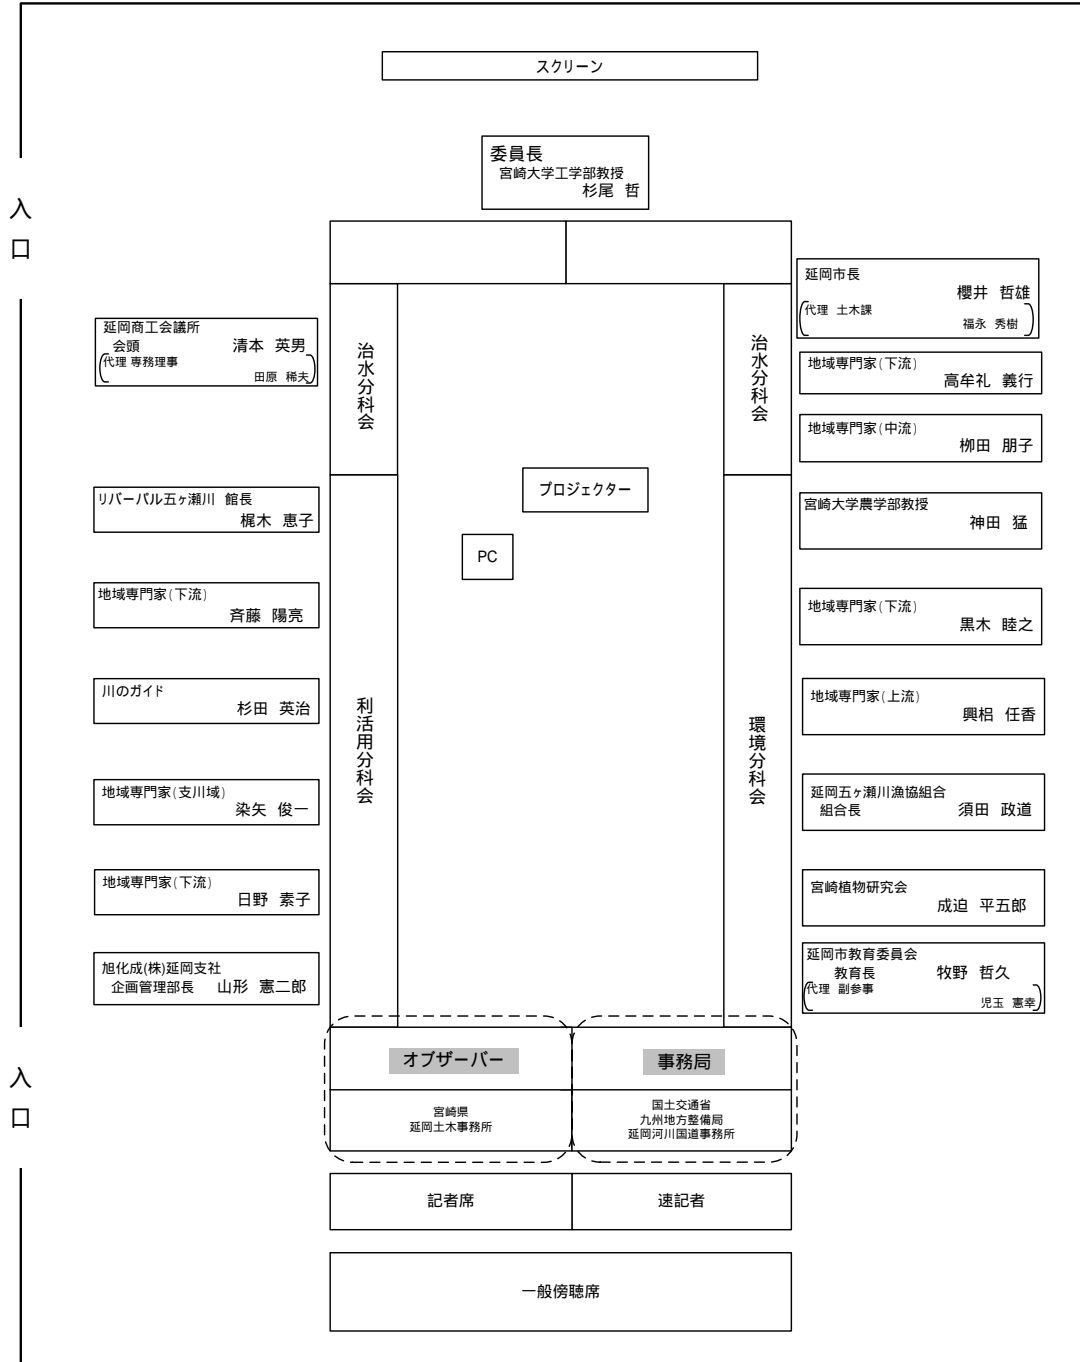 スクリーン
委員長
宮崎大学工学部教授
杉尾 哲
入口
延岡商工会議所
会頭 清本 英男
代理 専務理事
田原 稀夫
治水分科会
治水分科会
延岡市長
櫻井 哲雄
代理 土木課
福永 秀樹
地域専門家(下流)
高牟礼 義行
地域専門家(中流)
栁田 朋子
プロジェクター
PC
リバーパル五ヶ瀬川 館長
梶木 恵子
宮崎大学農学部教授
神田 猛
地域専門家(下流)
斉藤 陽亮
地域専門家(下流)
黒木 睦之
川のガイド
杉田 英治
利活用分科会
環境分科会
地域専門家(上流)
興梠 任香
地域専門家(支川域)
染矢 俊一
延岡五ヶ瀬川漁協組合
組合長 須田 政道
地域専門家(下流)
日野 素子
宮崎植物研究会
成迫 平五郎
旭化成(株)延岡支社
企画管理部長 山形 憲二郎
延岡市教育委員会
教育長 牧野 哲久
代理 副参事
児玉 憲幸
入口
オブザーバー
事務局
宮崎県
延岡土木事務所
国土交通省
九州地方整備局
延岡河川国道事務所
記者席
速記者
一般傍聴席